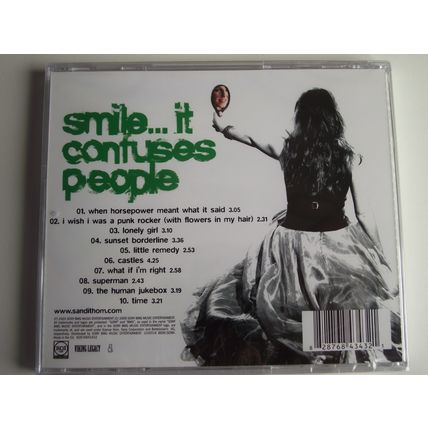 smile... it
confuses
people
01. when horsepower meant what it said 3.05
02. i wish i was a punk rocker (with flowers in my hair) 2.31
03. lonely girl 3.10
04. sunset borderline 3.36
05. little remedy 2.53
06. castles 4.25
07. what if i'm right 2.58
08. superman 2.43
09. the human jukebox 3.19
10. time 3.21
www.sandithom.com
VIKING LEGACY
8 28768 43432